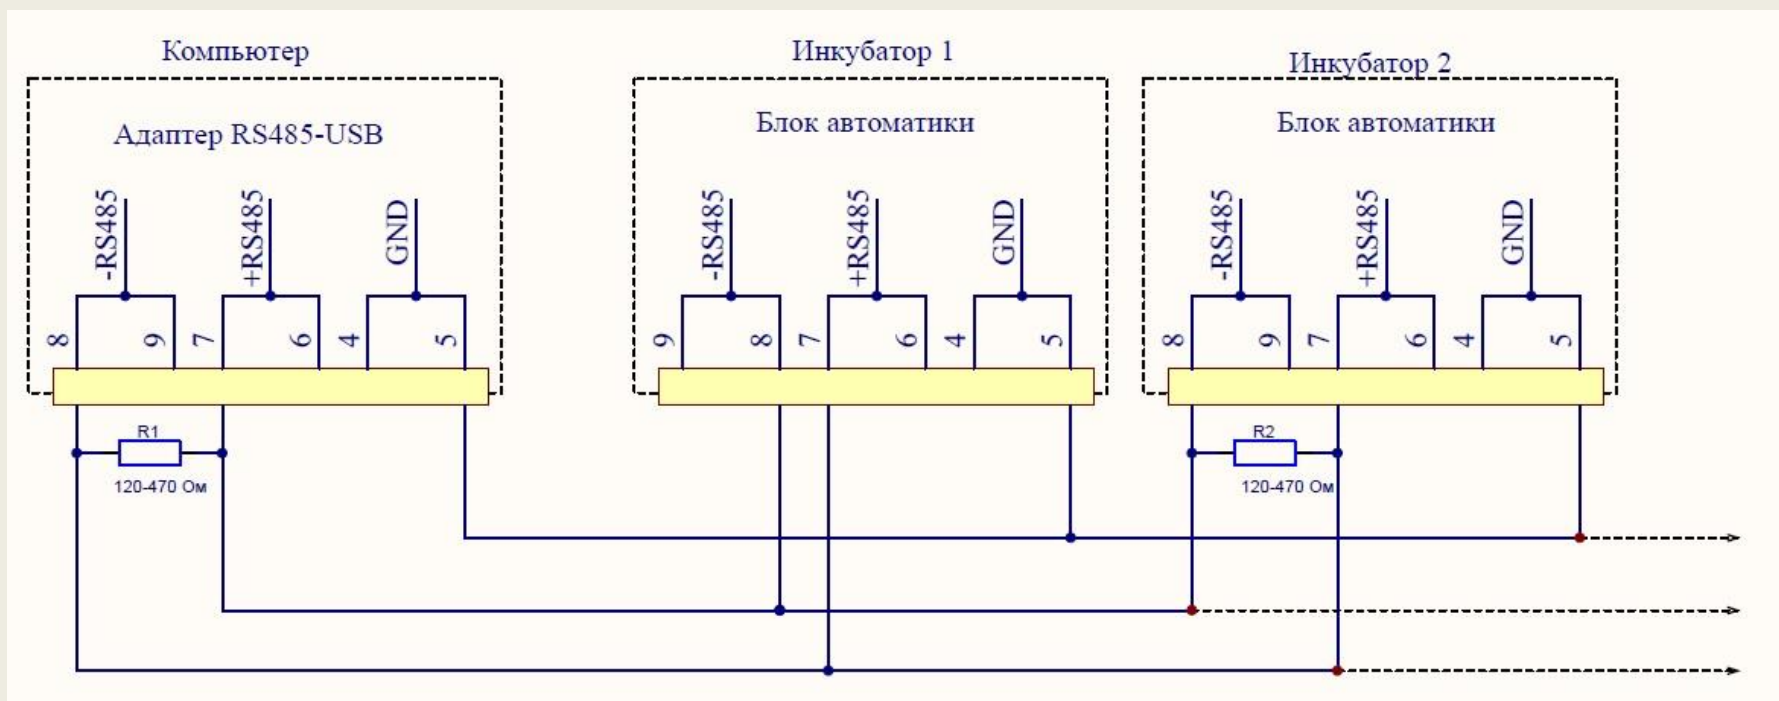 Компьютер
Адаптер RS485-USB
-RS485
+RS485
GND
8
9
7
6
4
5
R1
120-470 Ом
Инкубатор 1
Блок автоматики
-RS485
+RS485
GND
9
8
7
6
4
5
Инкубатор 2
Блок автоматики
-RS485
+RS485
GND
8
9
7
6
4
5
R2
120-470 Ом